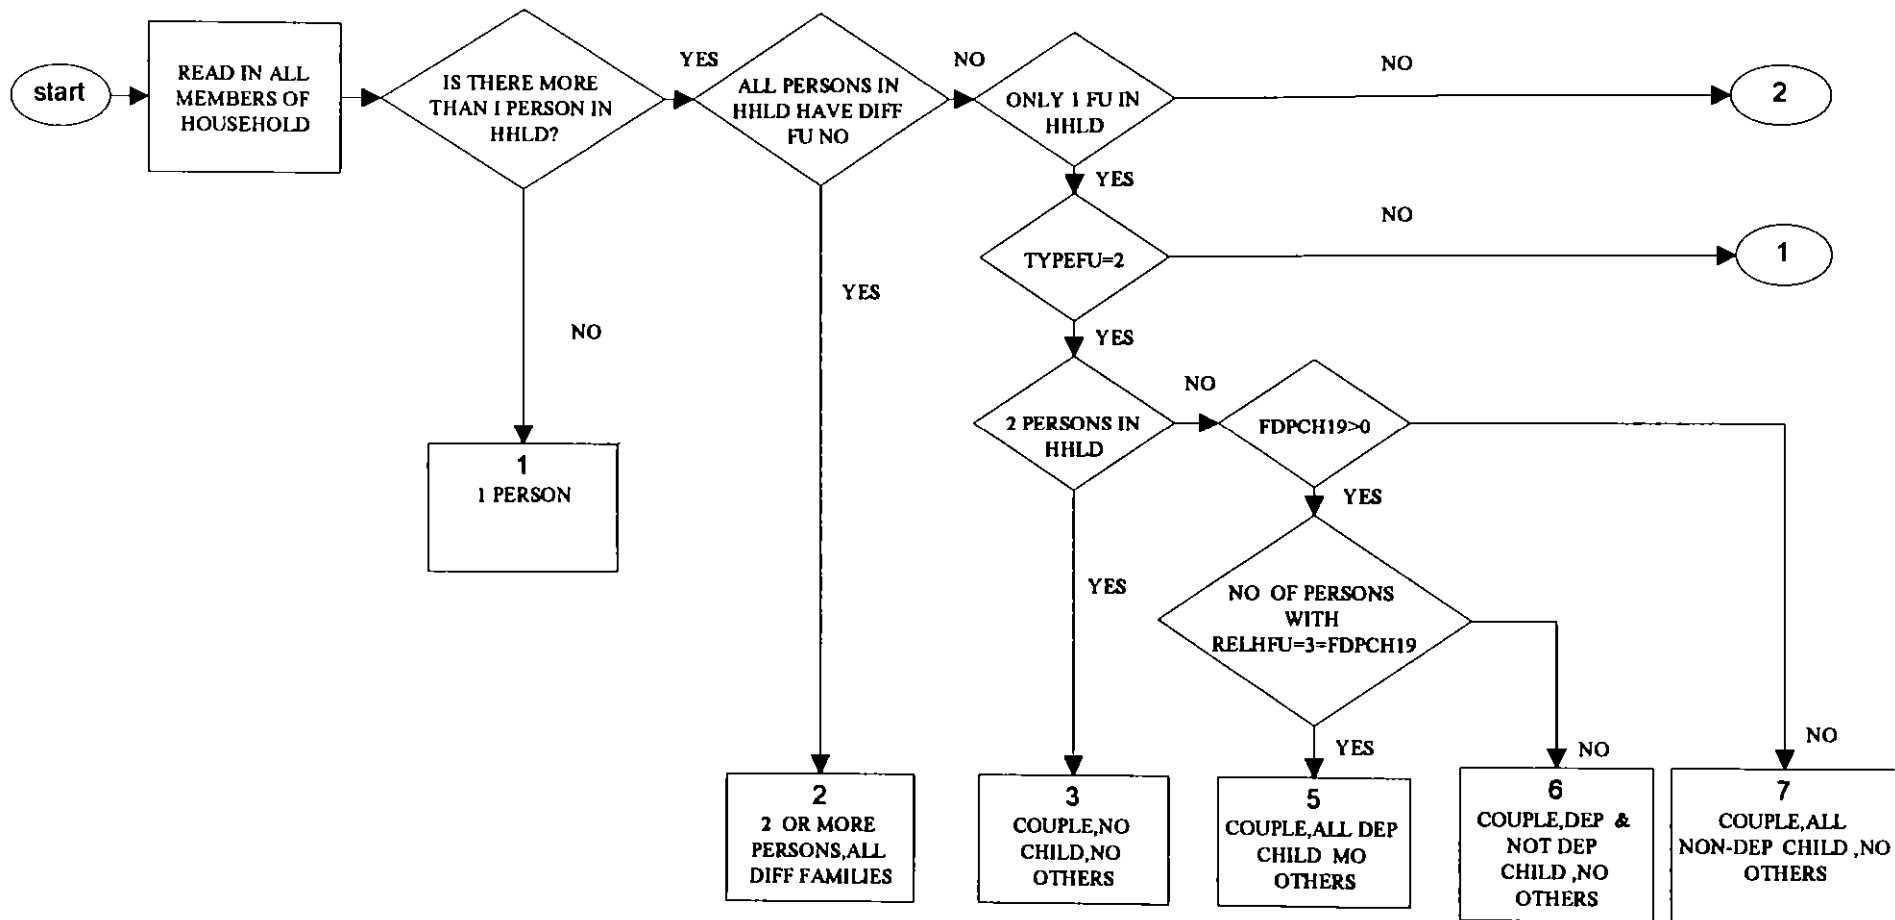 start
READ IN ALL
MEMBERS OF
HOUSEHOLD
IS THERE MORE
THAN I PERSON IN
HHLD?
YES
ALL PERSONS IN
HHLD HAVE DIFF
FU NO
NO
ONLY 1 FU IN
HHLD
NO
2
YES
TYPEFU=2
NO
1
YES
NO
YES
2 PERSONS IN
HHLD
NO
FDPCH19>0
YES
YES
NO OF PERSONS
WITH
RELHFU=3=FDPCH19
1
1 PERSON
YES
NO
NO
2
2 OR MORE
PERSONS,ALL
DIFF FAMILIES
3
COUPLE,NO
CHILD,NO
OTHERS
5
COUPLE,ALL DEP
CHILD MO
OTHERS
6
COUPLE,DEP &
NOT DEP
CHILD ,NO
OTHERS
7
COUPLE,ALL
NON-DEP CHILD ,NO
OTHERS